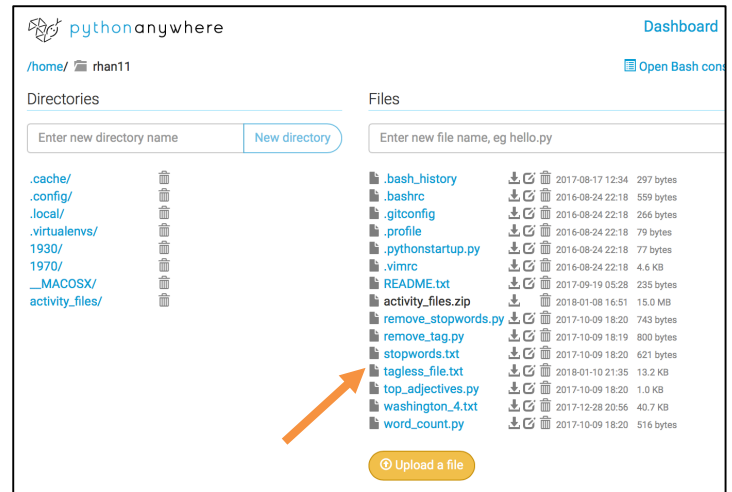 pythonanywhere
Dashboard
/home/ rhan11
Open Bash cons
Directories
Files
Enter new directory name
New directory
Enter new file name, eg hello.py
.cache/
.config/
.local/
.virtualenvs/
1930/
1970/
__MACOSX/
activity_files/
.bash_history 2017-08-17 12:34 297 bytes
.bashrc 2016-08-24 22:18 559 bytes
.gitconfig 2016-08-24 22:18 266 bytes
.profile 2016-08-24 22:18 79 bytes
.pythonstartup.py 2016-08-24 22:18 77 bytes
.vimrc 2016-08-24 22:18 4.6 KB
README.txt 2017-09-19 05:28 235 bytes
activity_files.zip 2018-01-08 16:51 15.0 MB
remove_stopwords.py 2017-10-09 18:20 743 bytes
remove_tag.py 2017-10-09 18:19 800 bytes
stopwords.txt 2017-10-09 18:20 621 bytes
tagless_file.txt 2018-01-10 21:35 13.2 KB
top_adjectives.py 2017-10-09 18:20 1.0 KB
washington_4.txt 2017-12-28 20:56 40.7 KB
word_count.py 2017-10-09 18:20 516 bytes
Upload a file